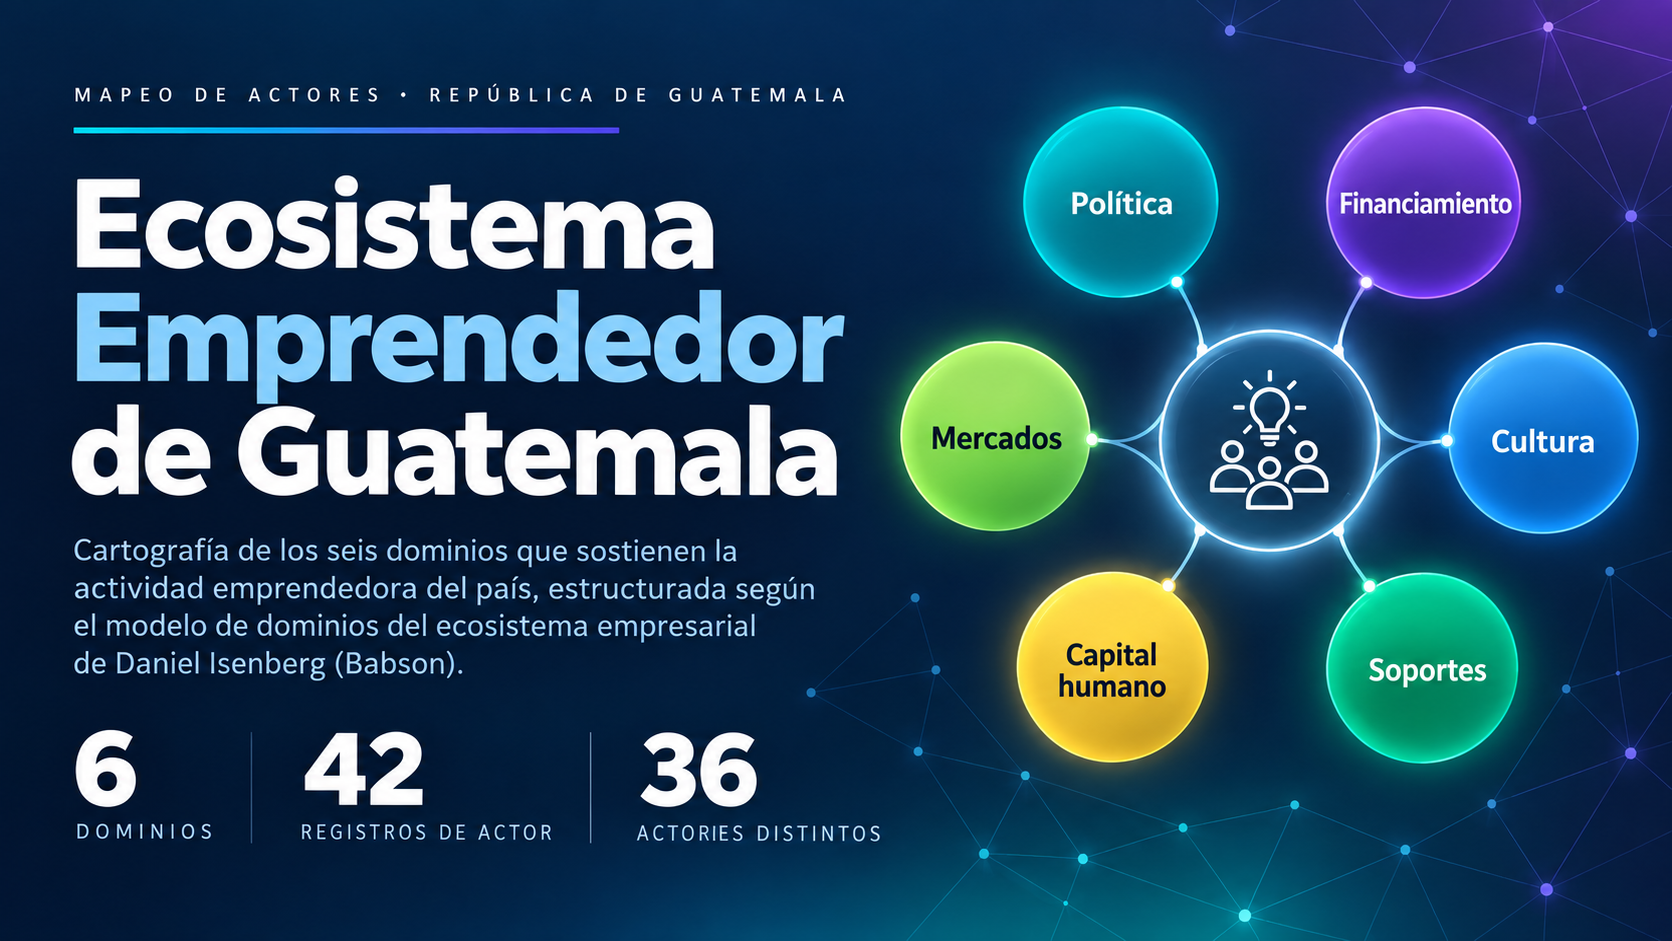 MAPEO DE ACTORES • REPÚBLICA DE GUATEMALA
Ecosistema
Emprendedor
de Guatemala
Cartografía de los seis dominios que sostienen la
actividad emprendedora del país, estructurada según
el modelo de dominios del ecosistema empresarial
de Daniel Isenberg (Babson).
6
DOMINIOS
42
REGISTROS DE ACTOR
36
ACTORIES DISTINTOS
Política
Financiamiento
Mercados
Cultura
Capital
humano
Soportes